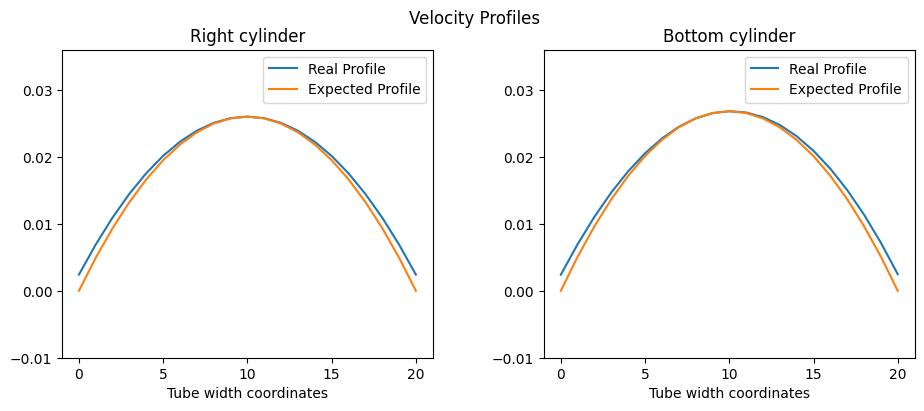 Velocity Profiles
Right cylinder
Real Profile
Expected Profile
0.03
0.02
0.01
0.00
−0.01
0 5 10 15 20
Tube width coordinates
Bottom cylinder
Real Profile
Expected Profile
0.03
0.02
0.01
0.00
−0.01
0 5 10 15 20
Tube width coordinates